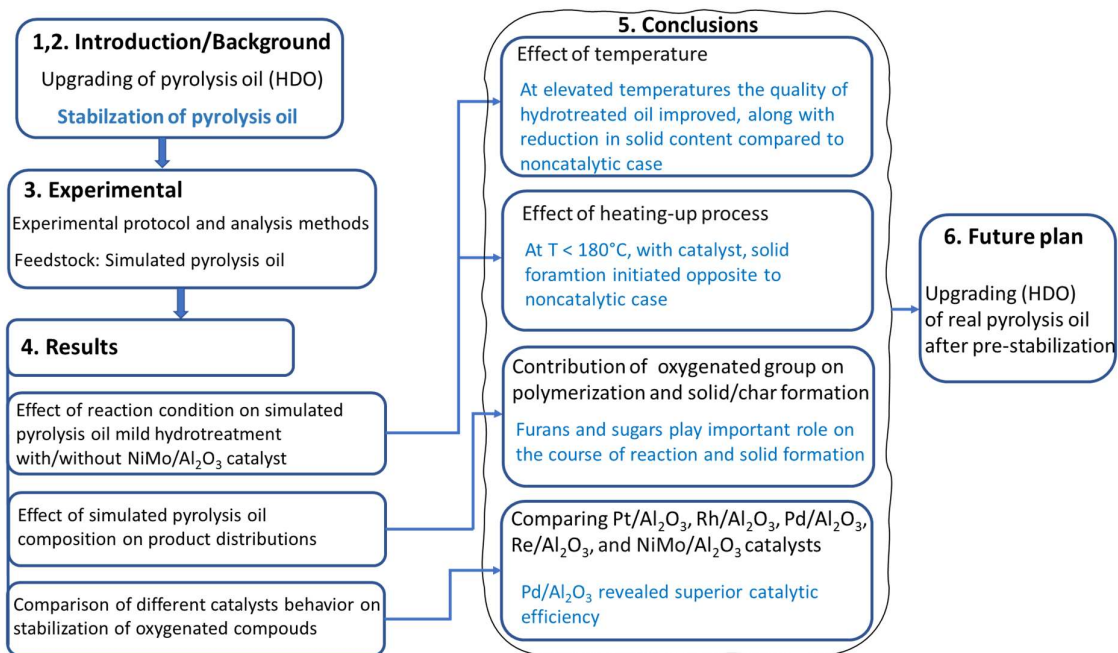 1,2. Introduction/Background
Upgrading of pyrolysis oil (HDO)
Stabilzation of pyrolysis oil
3. Experimental
Experimental protocol and analysis methods
Feedstock: Simulated pyrolysis oil
4. Results
Effect of reaction condition on simulated
pyrolysis oil mild hydrotreatment
with/without NiMo/Al₂O₃ catalyst
Effect of simulated pyrolysis oil
composition on product distributions
Comparison of different catalysts behavior on
stabilization of oxygenated compouds
5. Conclusions
Effect of temperature
At elevated temperatures the quality of
hydrotreated oil improved, along with
reduction in solid content compared to
noncatalytic case
Effect of heating-up process
At T < 180°C, with catalyst, solid
foramtion initiated opposite to
noncatalytic case
Contribution of oxygenated group on
polymerization and solid/char formation
Furans and sugars play important role on
the course of reaction and solid formation
Comparing Pt/Al₂O₃, Rh/Al₂O₃, Pd/Al₂O₃,
Re/Al₂O₃, and NiMo/Al₂O₃ catalysts
Pd/Al₂O₃ revealed superior catalytic
efficiency
6. Future plan
Upgrading (HDO)
of real pyrolysis oil
after pre-stabilization